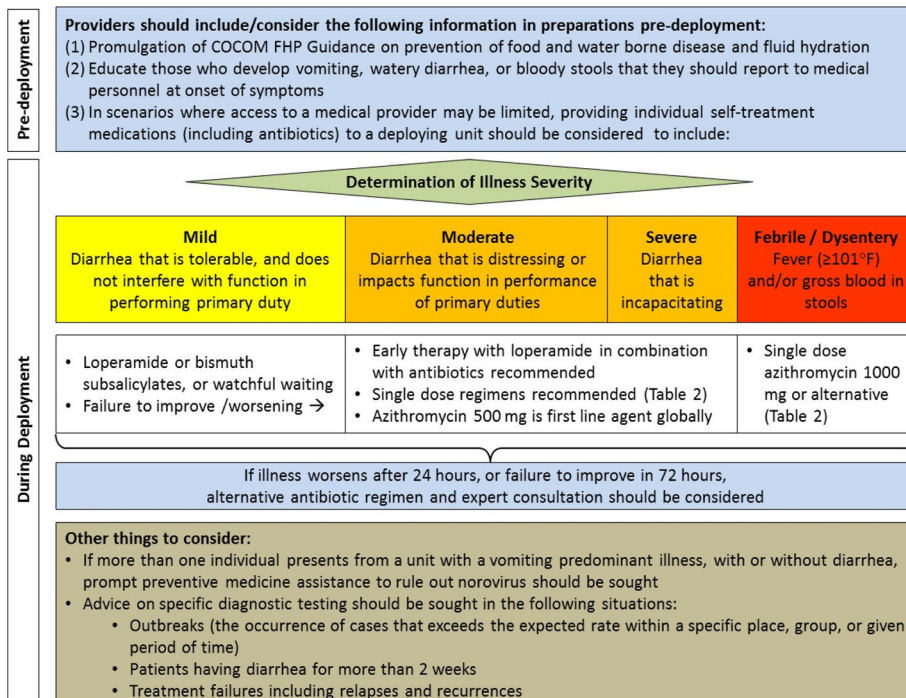 Pre-deployment
Providers should include/consider the following information in preparations pre-deployment:
(1) Promulgation of COCOM FHP Guidance on prevention of food and water borne disease and fluid hydration
(2) Educate those who develop vomiting, watery diarrhea, or bloody stools that they should report to medical
personnel at onset of symptoms
(3) In scenarios where access to a medical provider may be limited, providing individual self-treatment
medications (including antibiotics) to a deploying unit should be considered to include:
During Deployment
Determination of Illness Severity
Mild
Diarrhea that is tolerable, and does
not interfere with function in
performing primary duty
Moderate
Diarrhea that is distressing or
impacts function in performance
of primary duties
Severe
Diarrhea
that is
incapacitating
Febrile / Dysentery
Fever (≥101°F)
and/or gross blood in
stools
• Loperamide or bismuth
subsalicylates, or watchful waiting
• Failure to improve /worsening →
• Early therapy with loperamide in combination
with antibiotics recommended
• Single dose regimens recommended (Table 2)
• Azithromycin 500 mg is first line agent globally
• Single dose
azithromycin 1000
mg or alternative
(Table 2)
If illness worsens after 24 hours, or failure to improve in 72 hours,
alternative antibiotic regimen and expert consultation should be considered
Other things to consider:
• If more than one individual presents from a unit with a vomiting predominant illness, with or without diarrhea,
prompt preventive medicine assistance to rule out norovirus should be sought
• Advice on specific diagnostic testing should be sought in the following situations:
• Outbreaks (the occurrence of cases that exceeds the expected rate within a specific place, group, or given
period of time)
• Patients having diarrhea for more than 2 weeks
• Treatment failures including relapses and recurrences